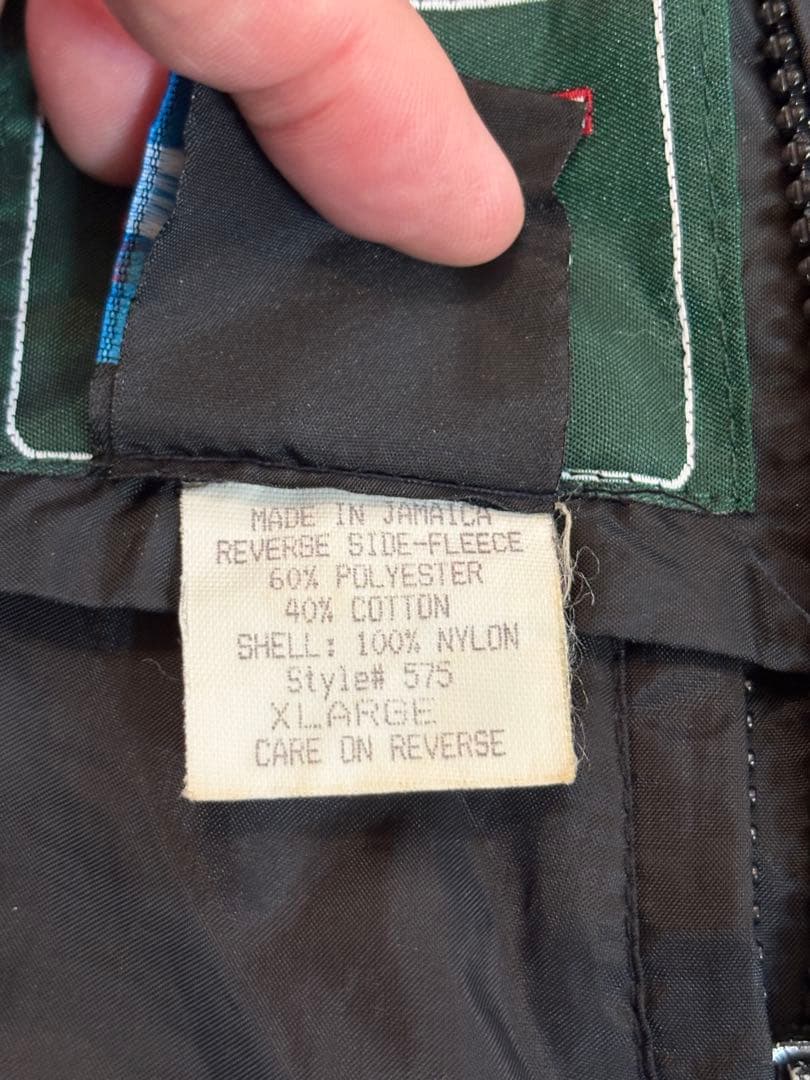 MADE IN JAMAICA
REVERSE SIDE-FLEECE
60% POLYESTER
40% COTTON
SHELL: 100% NYLON
Style# 575
XLARGE
CARE ON REVERSE